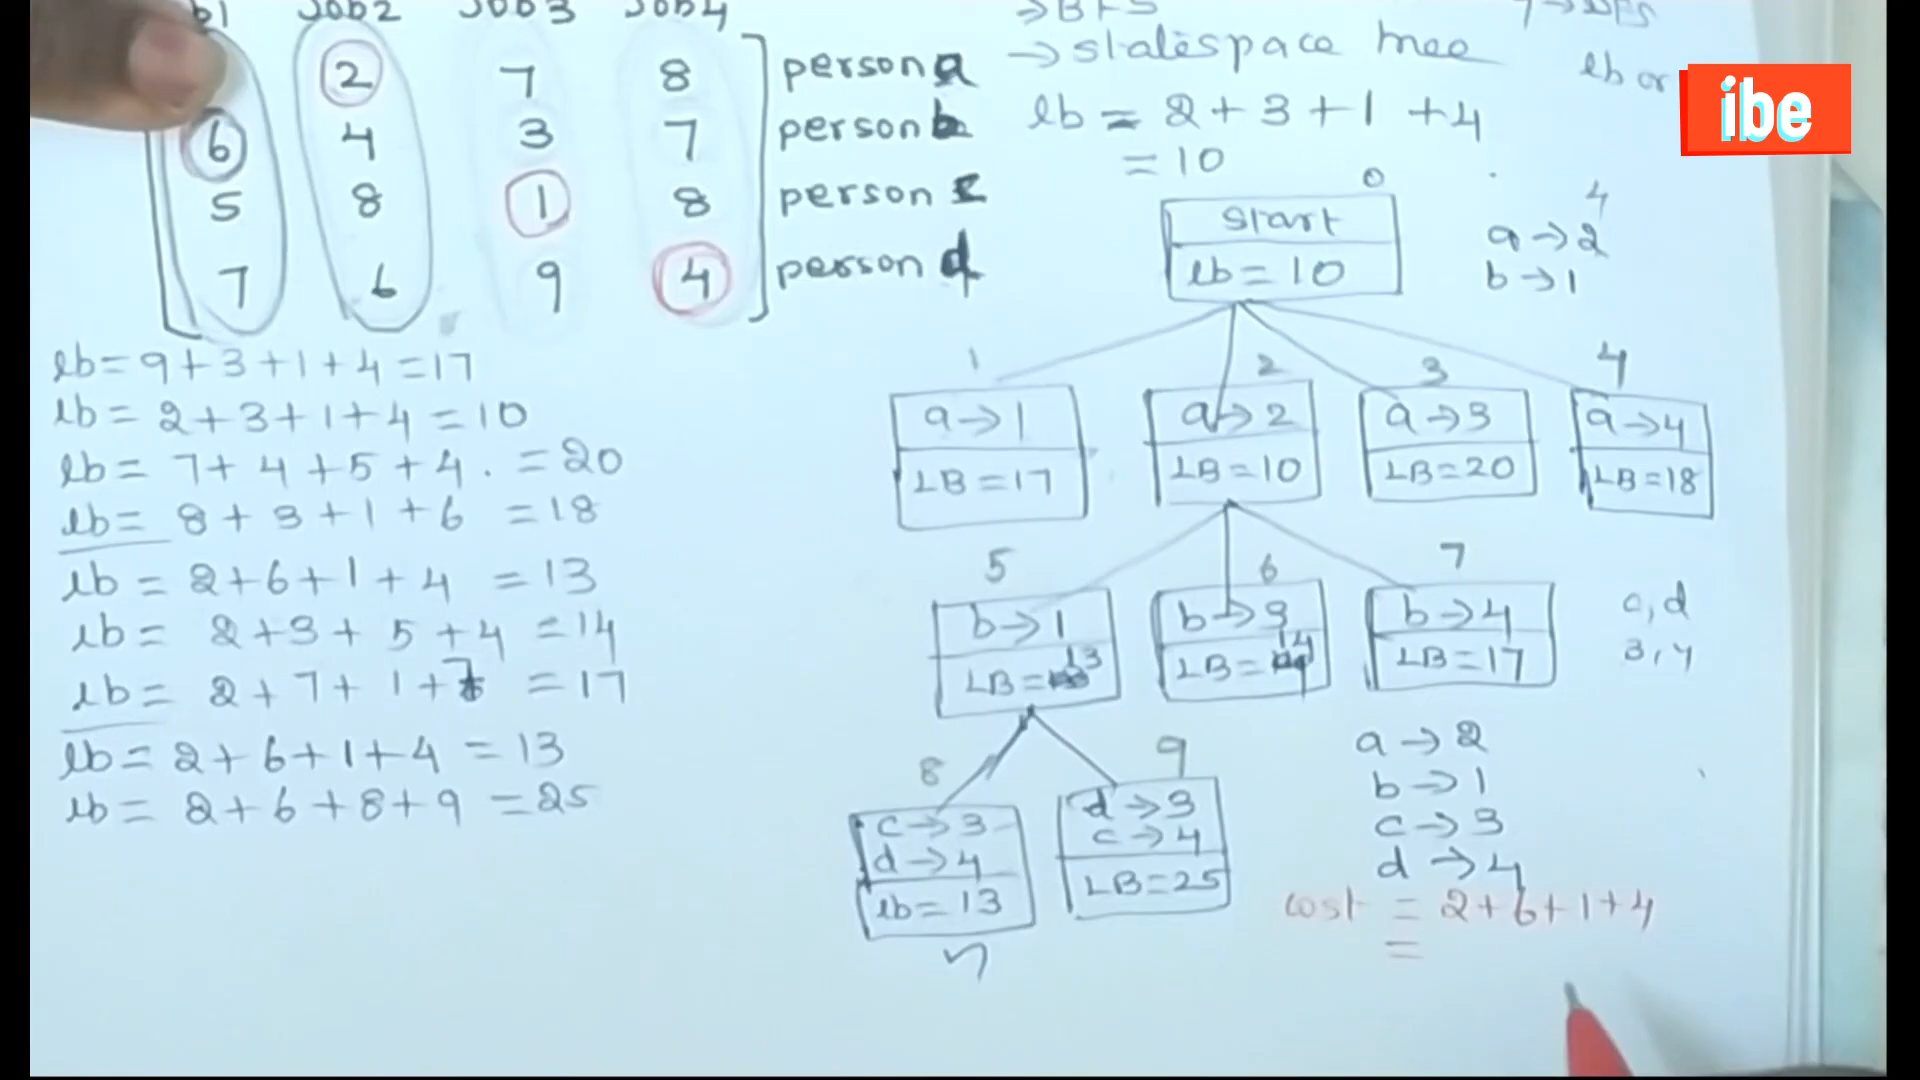 b1 Job2 Job3 Job4
2 7 8 person a
6 4 3 7 person b
5 8 1 8 person c
7 6 9 4 person d
lb = 9+3+1+4 = 17
lb = 2+3+1+4 = 10
lb = 7+4+5+4. = 20
lb = 8+3+1+6 = 18
lb = 2+6+1+4 = 13
lb = 2+3+5+4 = 14
lb = 2+7+1+7 = 17
lb = 2+6+1+4 = 13
lb = 2+6+8+9 = 25
→ BFS
→ statespace tree
lb or
ibe
lb = 2+3+1+4
= 10
0
start
lb = 10
4
a→2
b→1
1 2 3 4
a→1 a→2 a→3 a→4
LB=17 LB=10 LB=20 LB=18
5 6 7
b→1 b→3 b→4
LB=13 LB=14 LB=17
c,d
3,4
8 9
c→3 d→3
d→4 c→4
lb=13 LB=25
a→2
b→1
c→3
d→4
cost = 2+6+1+4
=